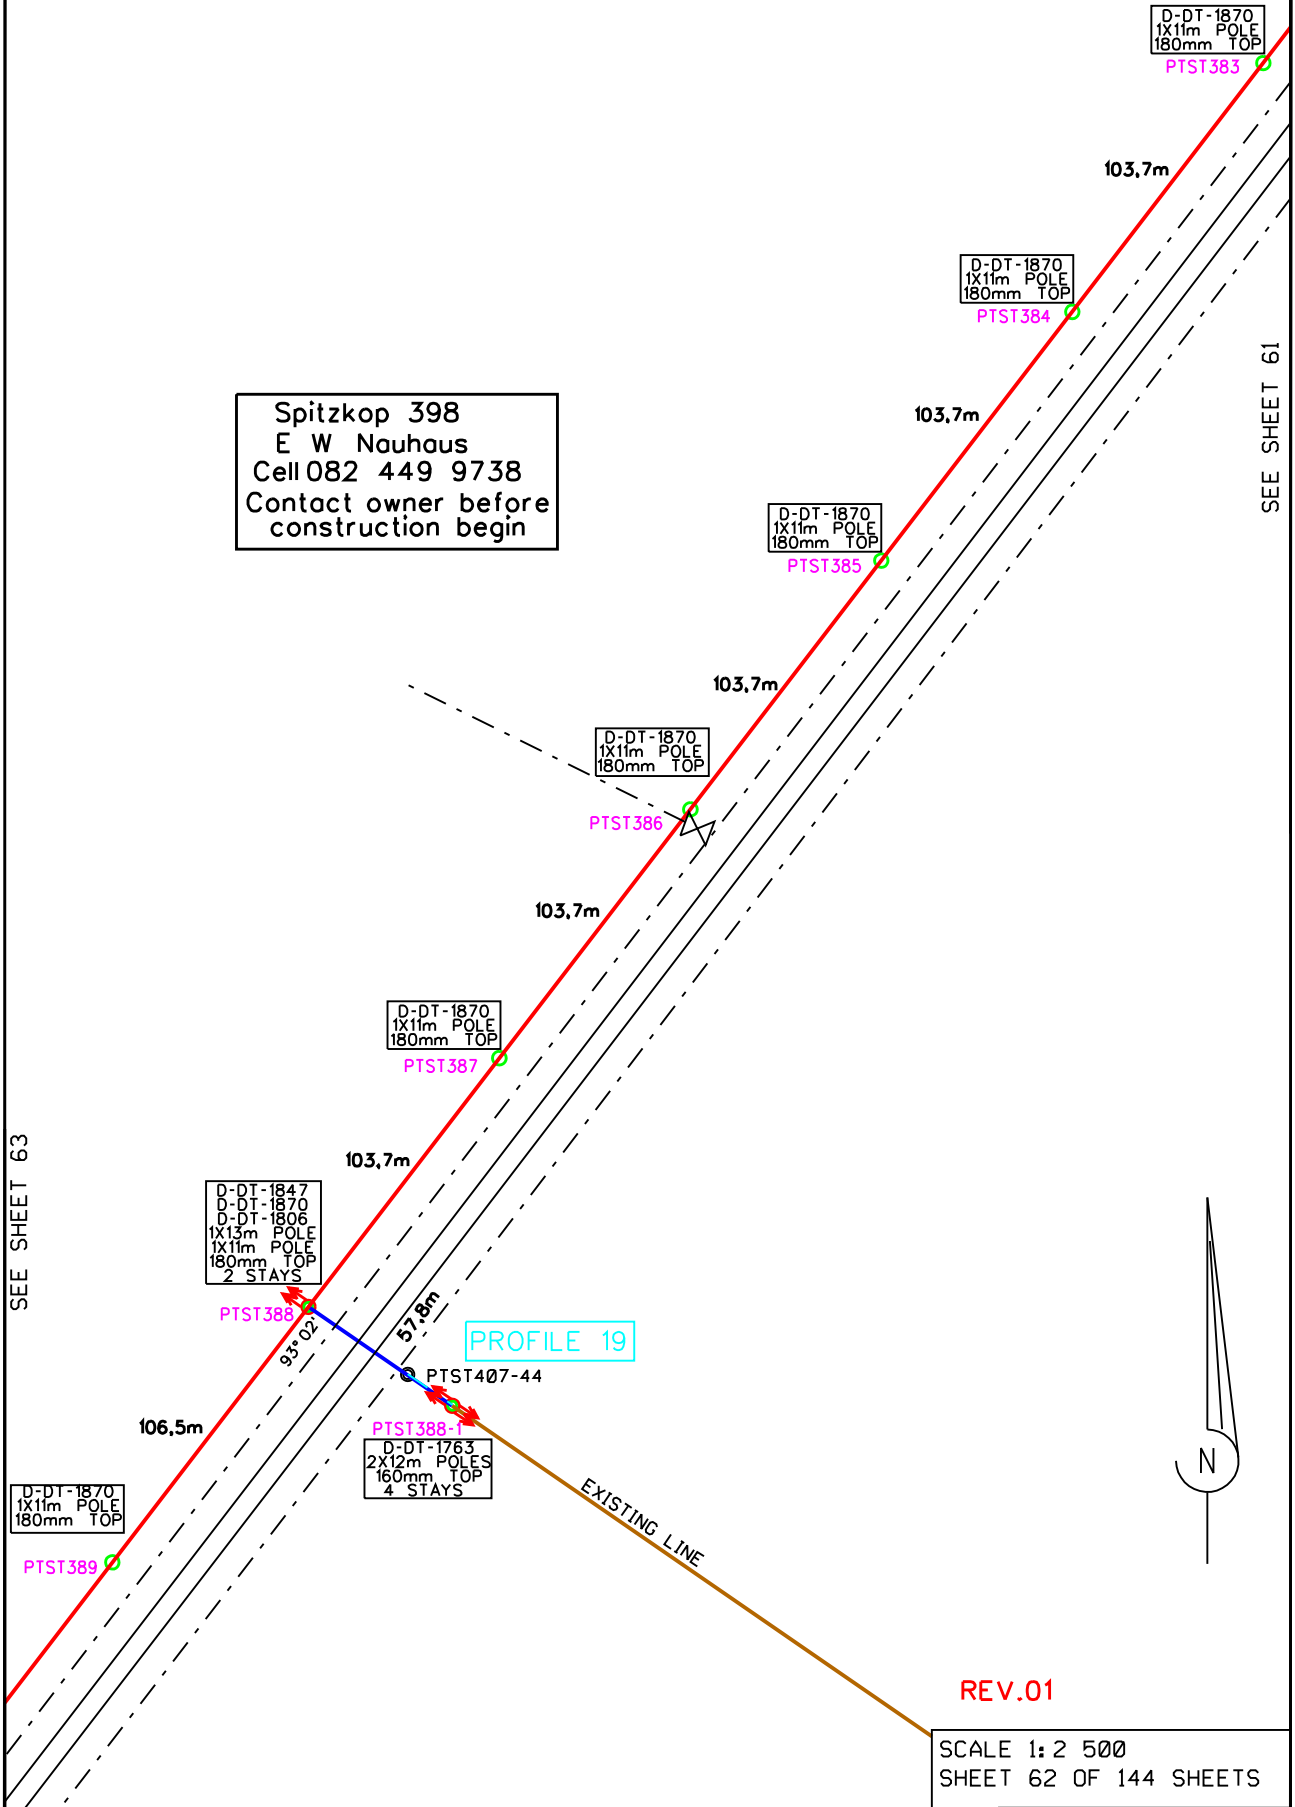 D-DT-1870
1X11m POLE
180mm TOP
PTST383
103,7m
D-DT-1870
1X11m POLE
180mm TOP
PTST384
SEE SHEET 61
103,7m
Spitzkop 398
E W Nauhaus
Cell 082 449 9738
Contact owner before
construction begin
D-DT-1870
1X11m POLE
180mm TOP
PTST385
103,7m
D-DT-1870
1X11m POLE
180mm TOP
PTST386
103,7m
D-DT-1870
1X11m POLE
180mm TOP
PTST387
103,7m
SEE SHEET 63
D-DT-1847
D-DT-1870
D-DT-1806
1X13m POLE
1X11m POLE
180mm TOP
2 STAYS
PTST388
93°02'
57,8m
PROFILE 19
PTST407-44
PTST388-1
D-DT-1763
2X12m POLES
160mm TOP
4 STAYS
106,5m
D-DT-1870
1X11m POLE
180mm TOP
PTST389
EXISTING LINE
N
REV.01
SCALE 1:2 500
SHEET 62 OF 144 SHEETS